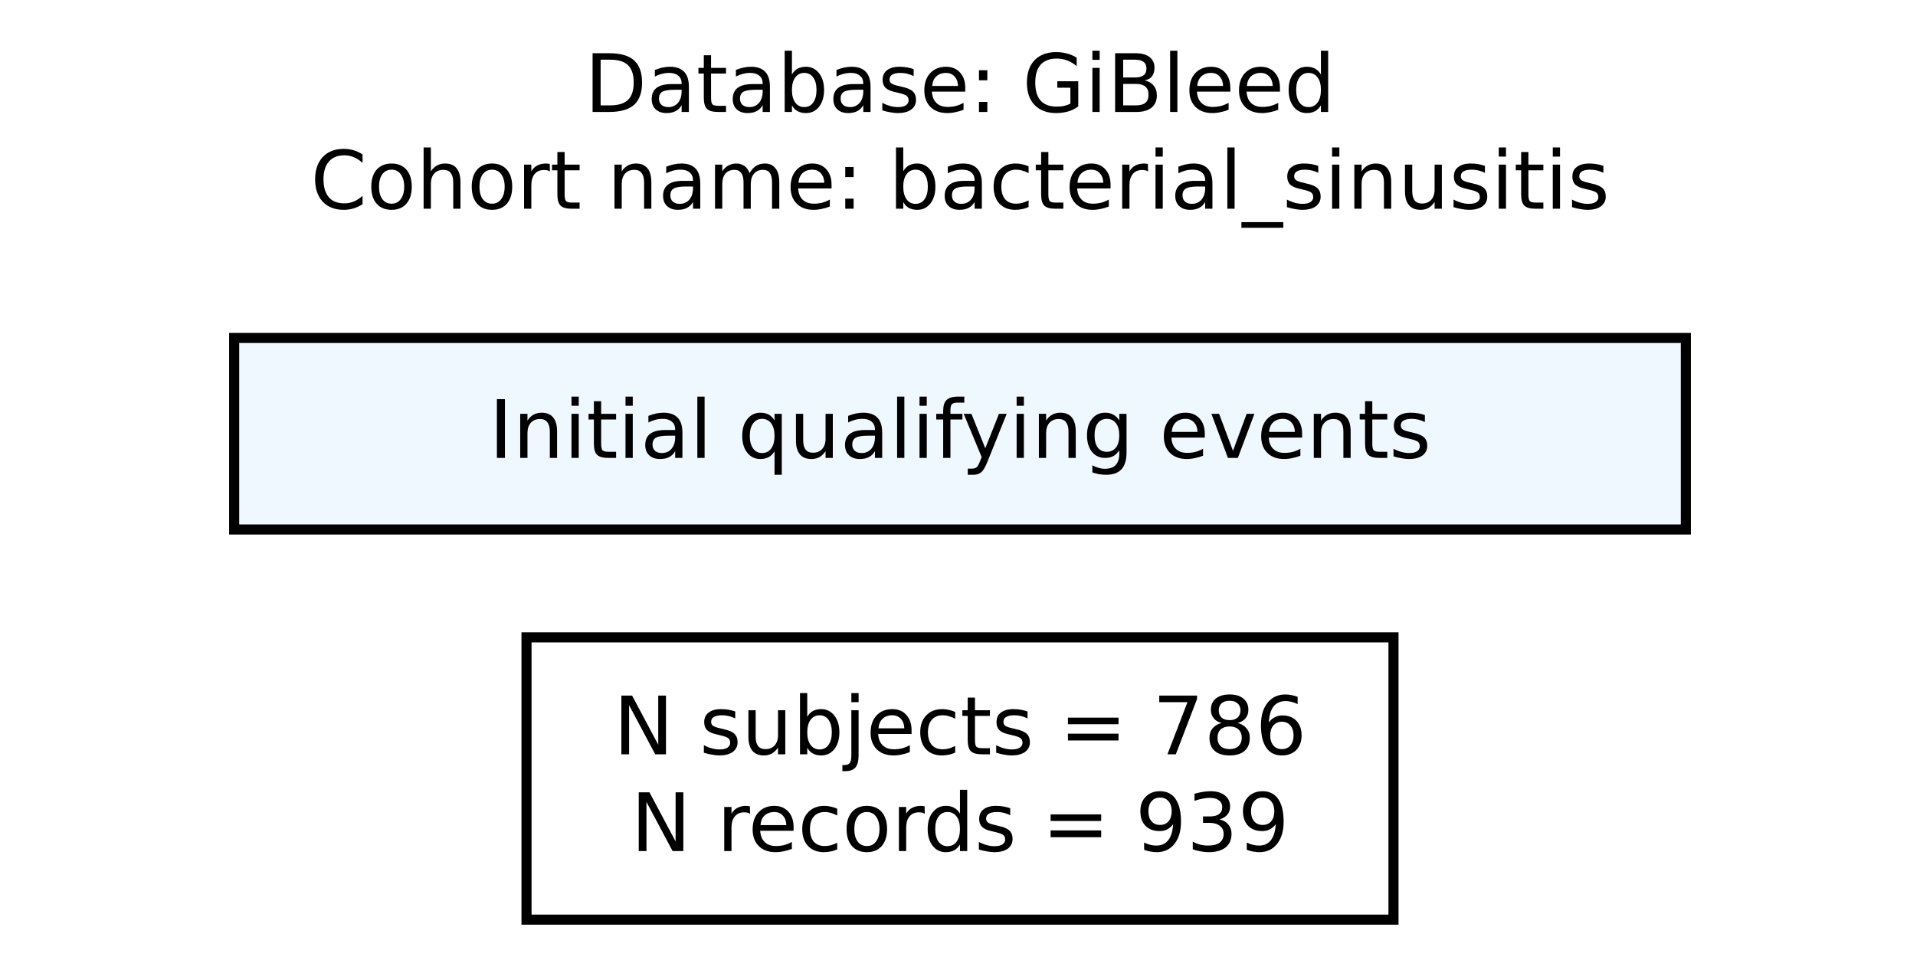 Database: GiBleed
Cohort name: bacterial_sinusitis
Initial qualifying events
N subjects = 786
N records = 939